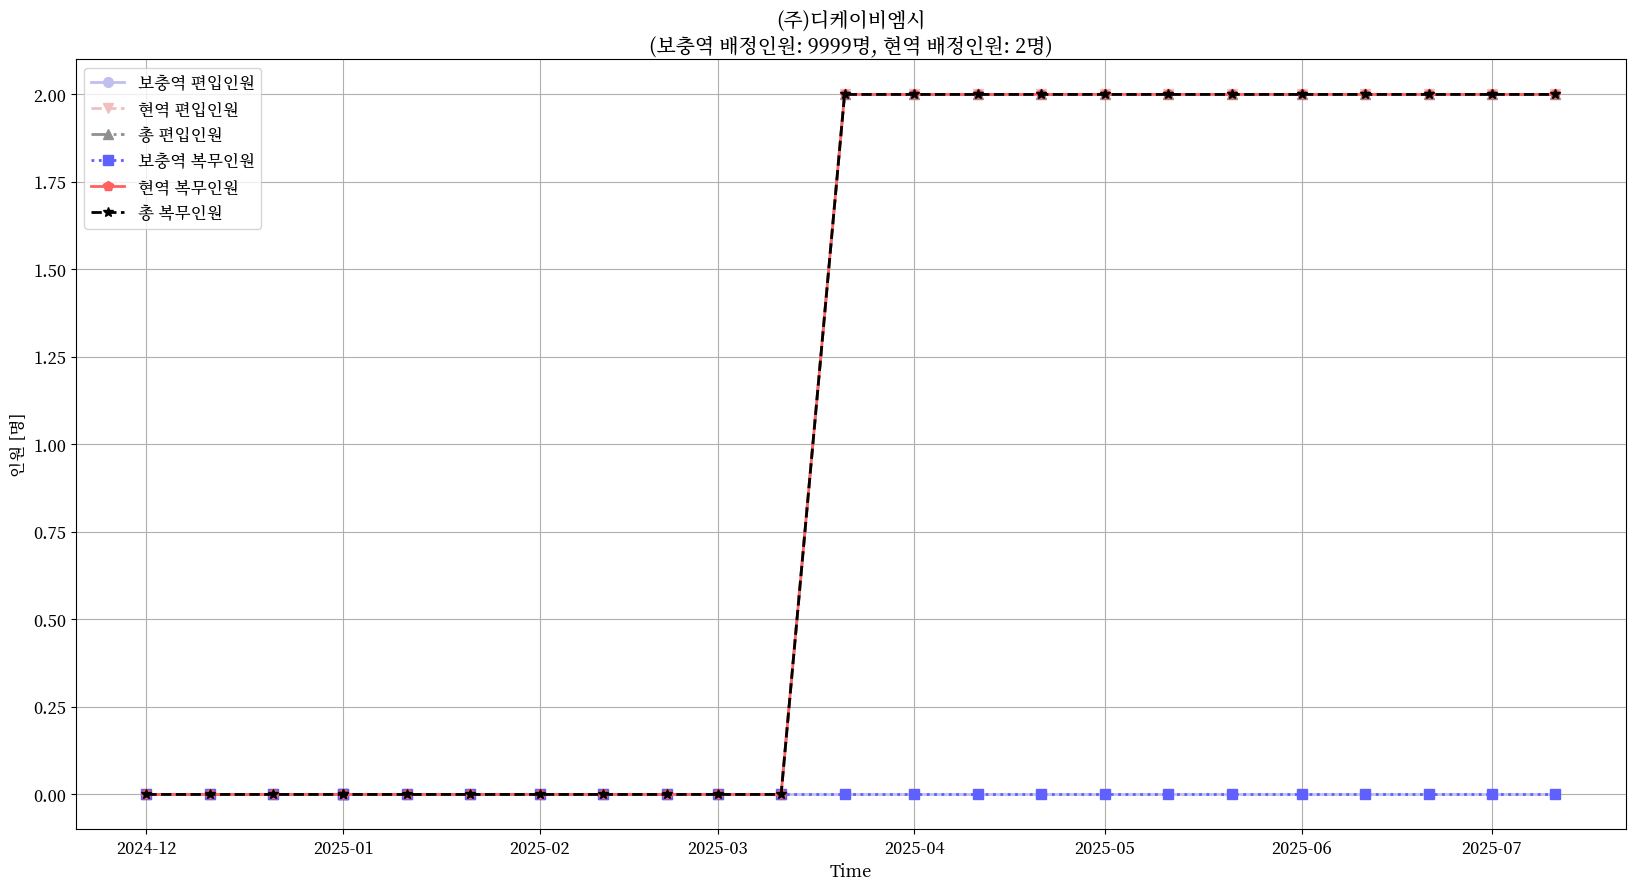 (주)디케이비엠시
(보충역 배정인원: 9999명, 현역 배정인원: 2명)
보충역 편입인원
현역 편입인원
총 편입인원
보충역 복무인원
현역 복무인원
총 복무인원
2.00
1.75
1.50
1.25
1.00
0.75
0.50
0.25
0.00
인원 [명]
2024-12 2025-01 2025-02 2025-03 2025-04 2025-05 2025-06 2025-07
Time